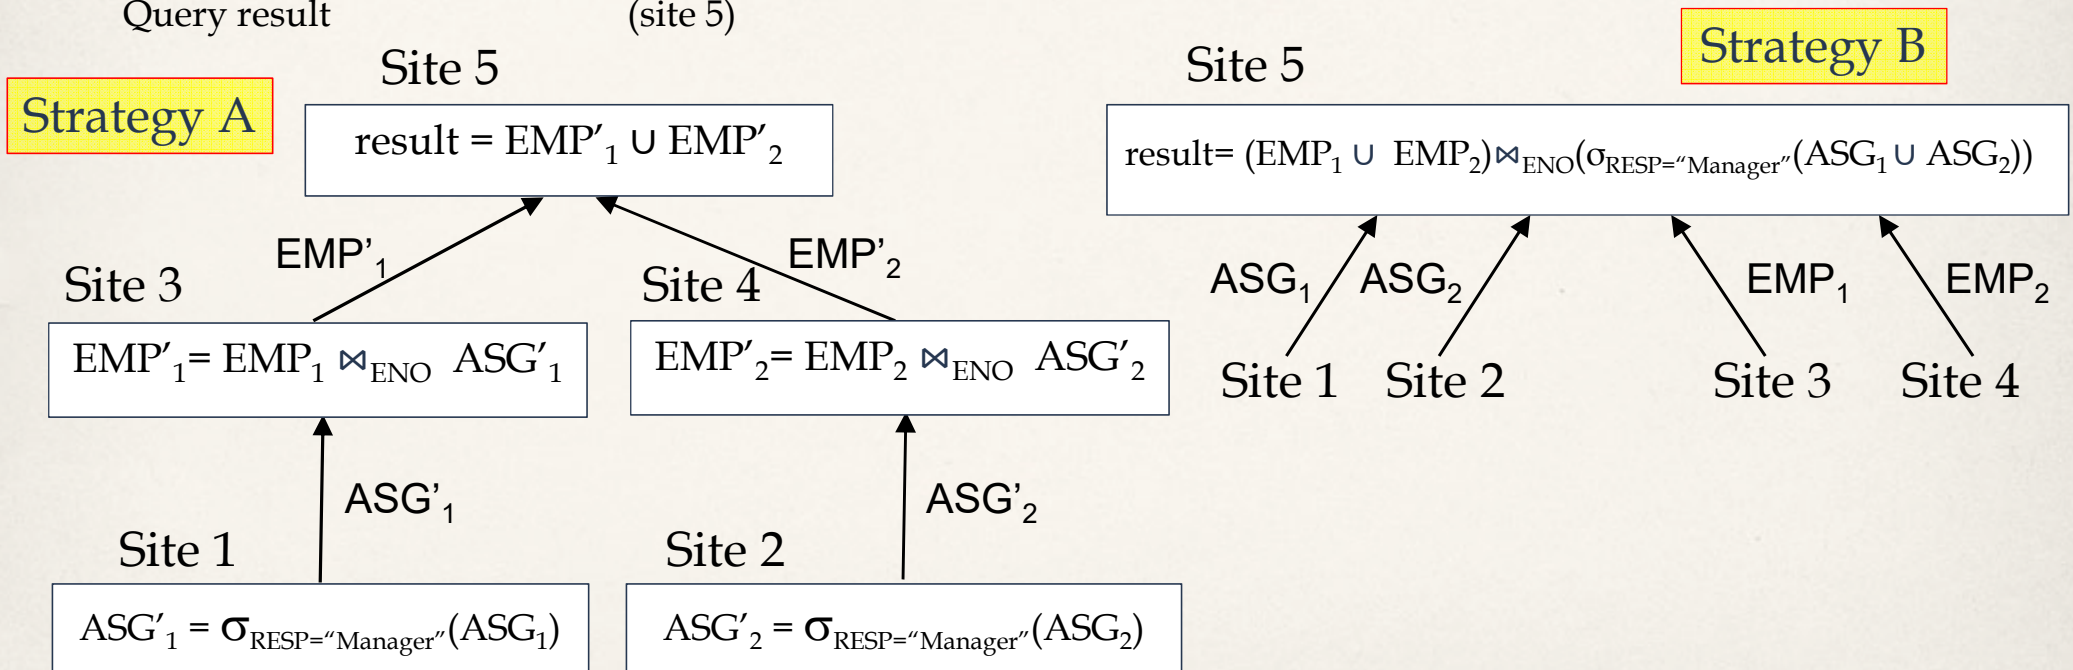 Query result (site 5)
Strategy A
Site 5
result = EMP′₁ ∪ EMP′₂
EMP’₁
EMP’₂
Site 3
Site 4
EMP′₁= EMP₁ ⋈ENO ASG′₁
EMP′₂= EMP₂ ⋈ENO ASG′₂
ASG’₁
ASG’₂
Site 1
Site 2
ASG′₁ = σRESP=“Manager”(ASG₁)
ASG′₂ = σRESP=“Manager”(ASG₂)
Strategy B
Site 5
result= (EMP₁ ∪ EMP₂)⋈ENO(σRESP=“Manager”(ASG₁∪ ASG₂))
ASG₁
ASG₂
EMP₁
EMP₂
Site 1
Site 2
Site 3
Site 4